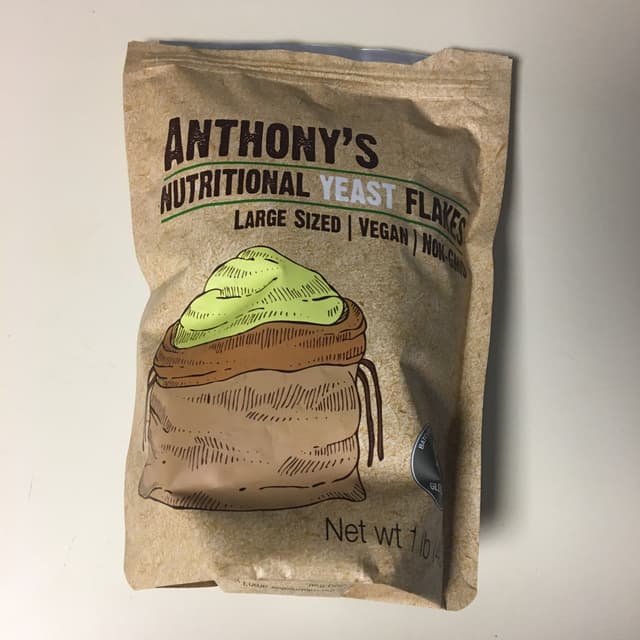 ANTHONY'S
NUTRITIONAL YEAST FLAKES
LARGE SIZED | VEGAN | NON-GMO
Net wt 1 lb